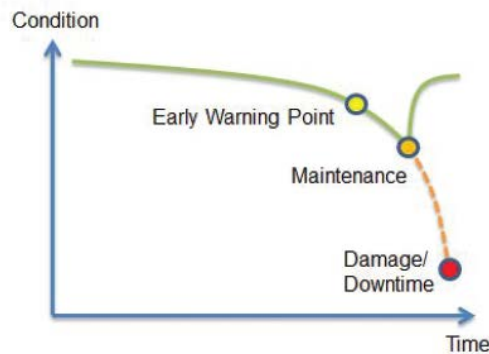 Condition
Early Warning Point
Maintenance
Damage/
Downtime
Time